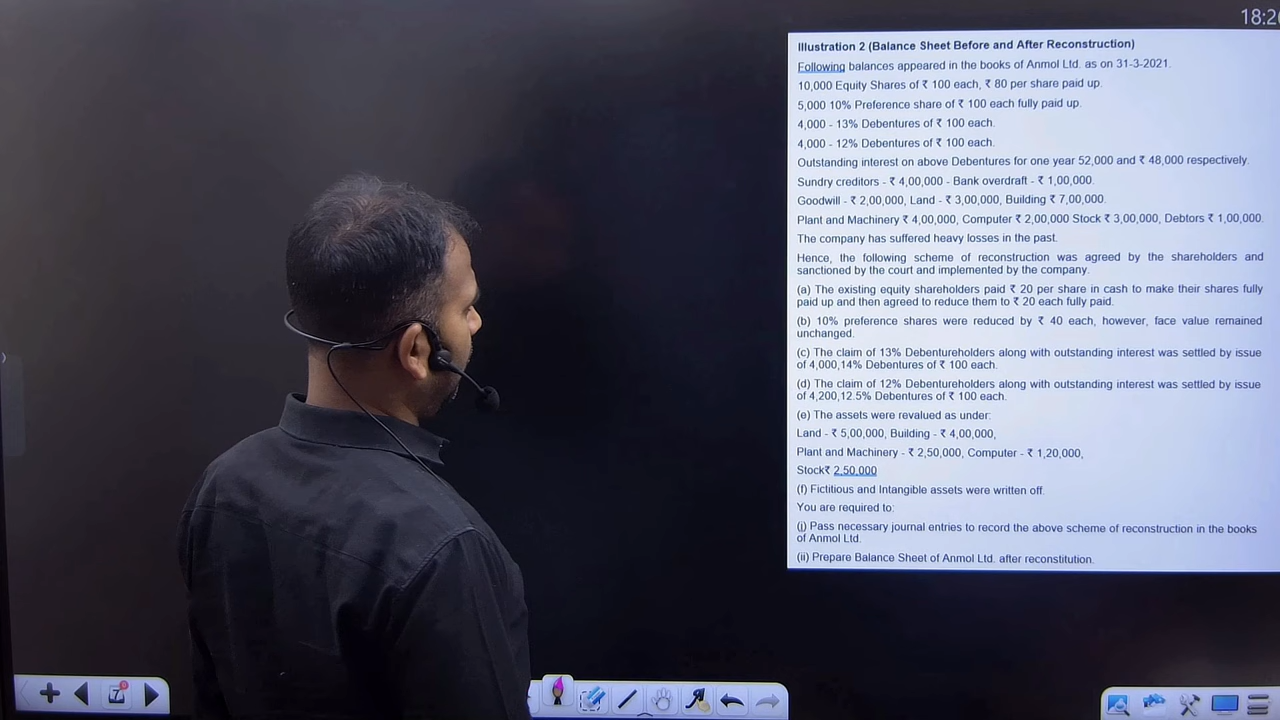 18:20
Illustration 2 (Balance Sheet Before and After Reconstruction)
Following balances appeared in the books of Anmol Ltd. as on 31-3-2021.
10,000 Equity Shares of ₹ 100 each, ₹ 80 per share paid up.
5,000 10% Preference share of ₹ 100 each fully paid up.
4,000 - 13% Debentures of ₹ 100 each.
4,000 - 12% Debentures of ₹ 100 each.
Outstanding interest on above Debentures for one year 52,000 and ₹ 48,000 respectively.
Sundry creditors - ₹ 4,00,000 - Bank overdraft - ₹ 1,00,000.
Goodwill - ₹ 2,00,000, Land - ₹ 3,00,000, Building ₹ 7,00,000.
Plant and Machinery ₹ 4,00,000, Computer ₹ 2,00,000 Stock ₹ 3,00,000, Debtors ₹ 1,00,000.
The company has suffered heavy losses in the past.
Hence, the following scheme of reconstruction was agreed by the shareholders and
sanctioned by the court and implemented by the company.
(a) The existing equity shareholders paid ₹ 20 per share in cash to make their shares fully
paid up and then agreed to reduce them to ₹ 20 each fully paid.
(b) 10% preference shares were reduced by ₹ 40 each, however, face value remained
unchanged.
(c) The claim of 13% Debentureholders along with outstanding interest was settled by issue
of 4,000,14% Debentures of ₹ 100 each.
(d) The claim of 12% Debentureholders along with outstanding interest was settled by issue
of 4,200,12.5% Debentures of ₹ 100 each.
(e) The assets were revalued as under:
Land - ₹ 5,00,000, Building - ₹ 4,00,000,
Plant and Machinery - ₹ 2,50,000, Computer - ₹ 1,20,000,
Stock₹ 2,50,000
(f) Fictitious and Intangible assets were written off.
You are required to:
(i) Pass necessary journal entries to record the above scheme of reconstruction in the books
of Anmol Ltd.
(ii) Prepare Balance Sheet of Anmol Ltd. after reconstitution.